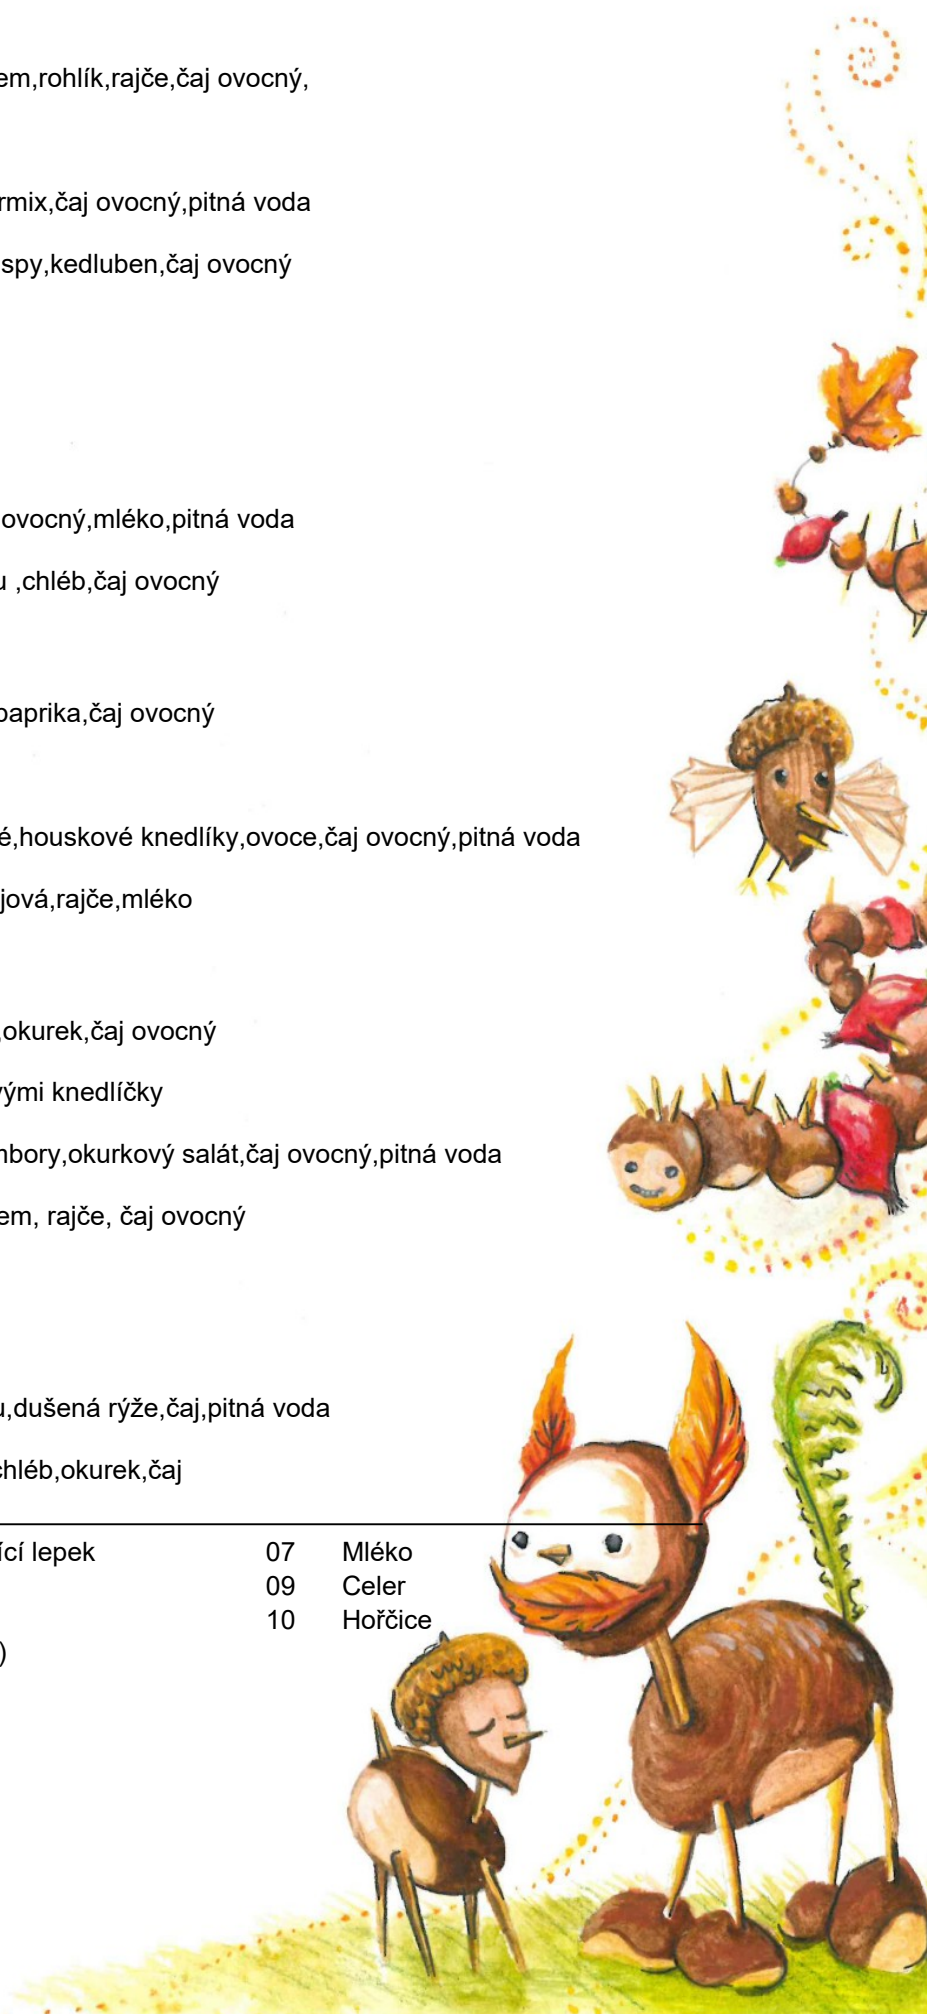 em,rohlík,rajče,čaj ovocný,
rmix,čaj ovocný,pitná voda
spy,kedluben,čaj ovocný
ovocný,mléko,pitná voda
u ,chléb,čaj ovocný
paprika,čaj ovocný
é,houskové knedlíky,ovoce,čaj ovocný,pitná voda
jová,rajče,mléko
,okurek,čaj ovocný
vými knedlíčky
mbory,okurkový salát,čaj ovocný,pitná voda
em, rajče, čaj ovocný
u,dušená rýže,čaj,pitná voda
chléb,okurek,čaj
ící lepek 07 Mléko
09 Celer
10 Hořčice
)